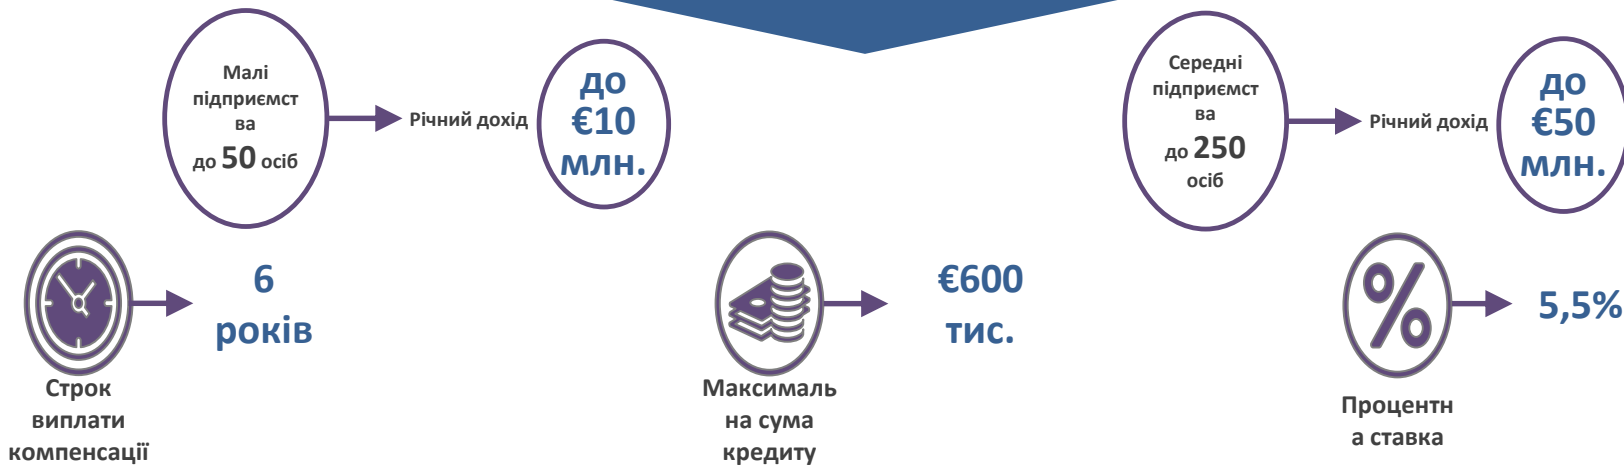 Малі
підприємст
ва
до 50 осіб
Річний дохід
до
€10
млн.
Середні
підприємст
ва
до 250
осіб
Річний дохід
до
€50
млн.
6
років
Строк
виплати
компенсації
€600
тис.
Максималь
на сума
кредиту
5,5%
Процентн
а ставка